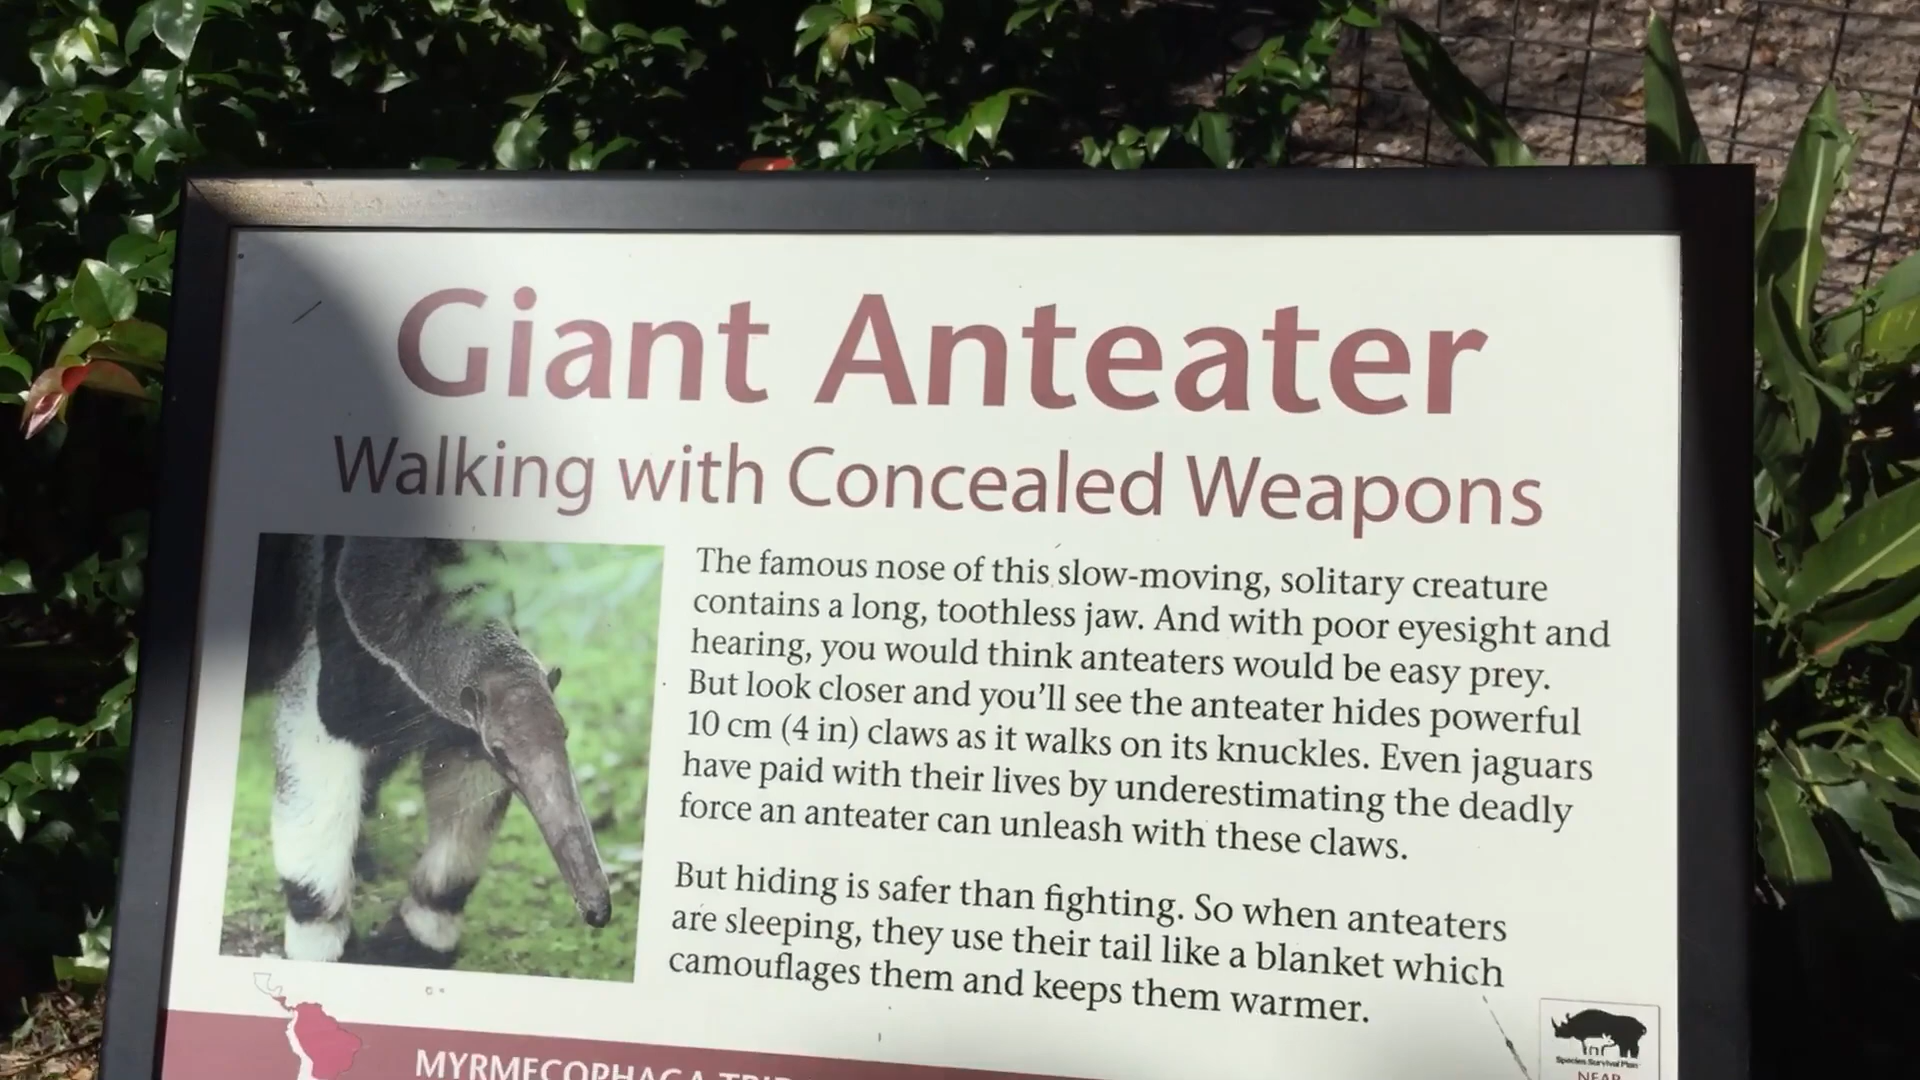 Giant Anteater
Walking with Concealed Weapons
The famous nose of this slow-moving, solitary creature
contains a long, toothless jaw. And with poor eyesight and
hearing, you would think anteaters would be easy prey.
But look closer and you'll see the anteater hides powerful
10 cm (4 in) claws as it walks on its knuckles. Even jaguars
have paid with their lives by underestimating the deadly
force an anteater can unleash with these claws.
But hiding is safer than fighting. So when anteaters
are sleeping, they use their tail like a blanket which
camouflages them and keeps them warmer.
Species Survival Plan
NEAR
MYRMECOPHAGA